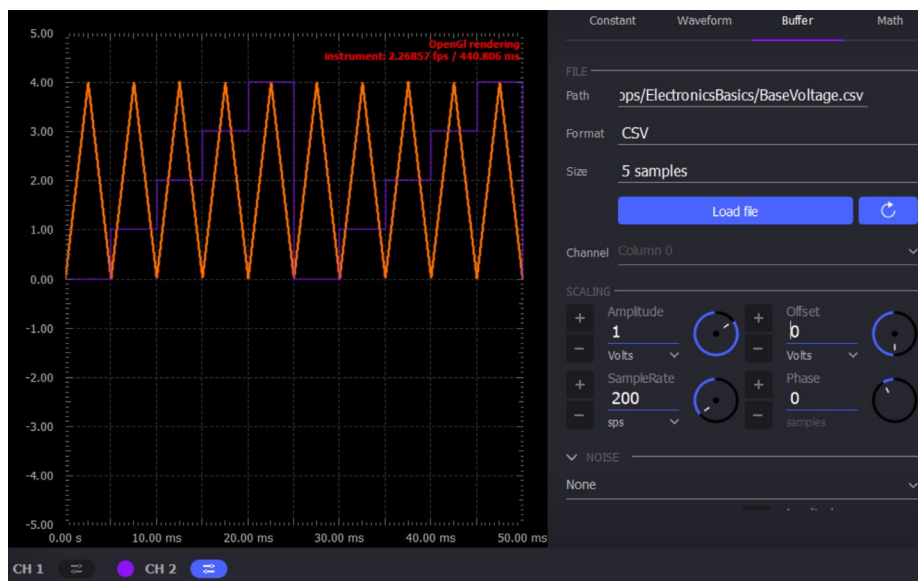 Constant Waveform Buffer Math
5.00
OpenGl rendering
instrument: 2.26857 fps / 440.806 ms
4.00
3.00
2.00
1.00
0.00
-1.00
-2.00
-3.00
-4.00
-5.00
0.00 s 10.00 ms 20.00 ms 30.00 ms 40.00 ms 50.00 ms
CH 1 CH 2
FILE
Path ops/ElectronicsBasics/BaseVoltage.csv
Format CSV
Size 5 samples
Load file
Channel Column 0
SCALING
+ Amplitude + Offset
1 0
- Volts - Volts
+ SampleRate + Phase
200 0
- sps - samples
NOISE
None